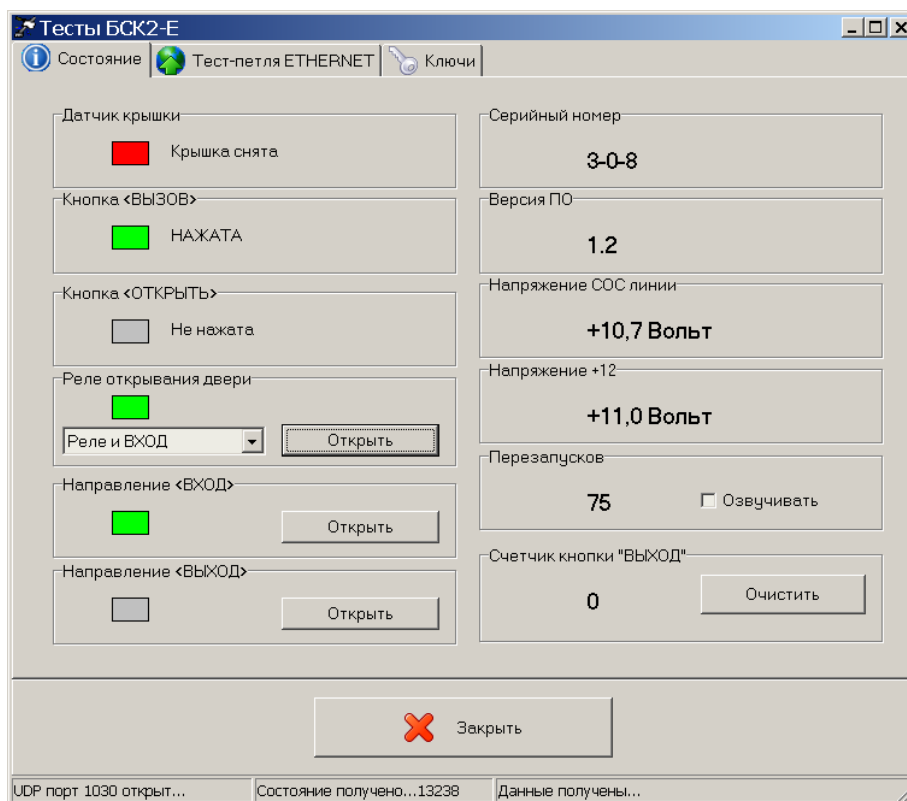 Тесты БСК2-Е
Состояние
Тест-петля ETHERNET
Ключи
Датчик крышки
Крышка снята
Кнопка <ВЫЗОВ>
НАЖАТА
Кнопка <ОТКРЫТЬ>
Не нажата
Реле открывания двери
Реле и ВХОД
Открыть
Направление <ВХОД>
Открыть
Направление <ВЫХОД>
Открыть
Серийный номер
3-0-8
Версия ПО
1.2
Напряжение СОС линии
+10,7 Вольт
Напряжение +12
+11,0 Вольт
Перезапусков
75
Озвучивать
Счетчик кнопки "ВЫХОД"
0
Очистить
Закрыть
UDP порт 1030 открыт...
Состояние получено...13238
Данные получены...